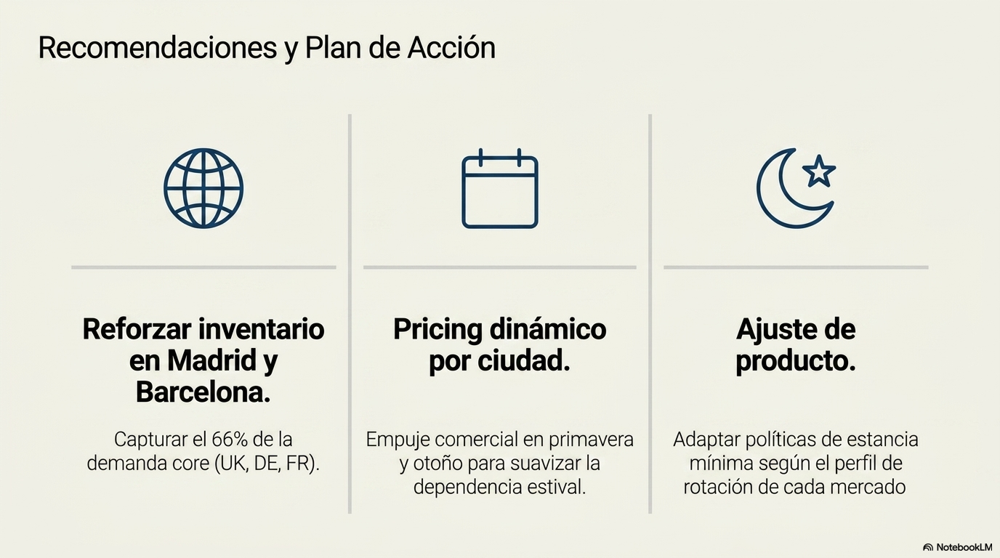 Recomendaciones y Plan de Acción
Reforzar inventario
en Madrid y
Barcelona.
Capturar el 66% de la
demanda core (UK, DE, FR).
Pricing dinámico
por ciudad.
Empuje comercial en primavera
y otoño para suavizar la
dependencia estival.
Ajuste de
producto.
Adaptar políticas de estancia
mínima según el perfil de
rotación de cada mercado
NotebookLM